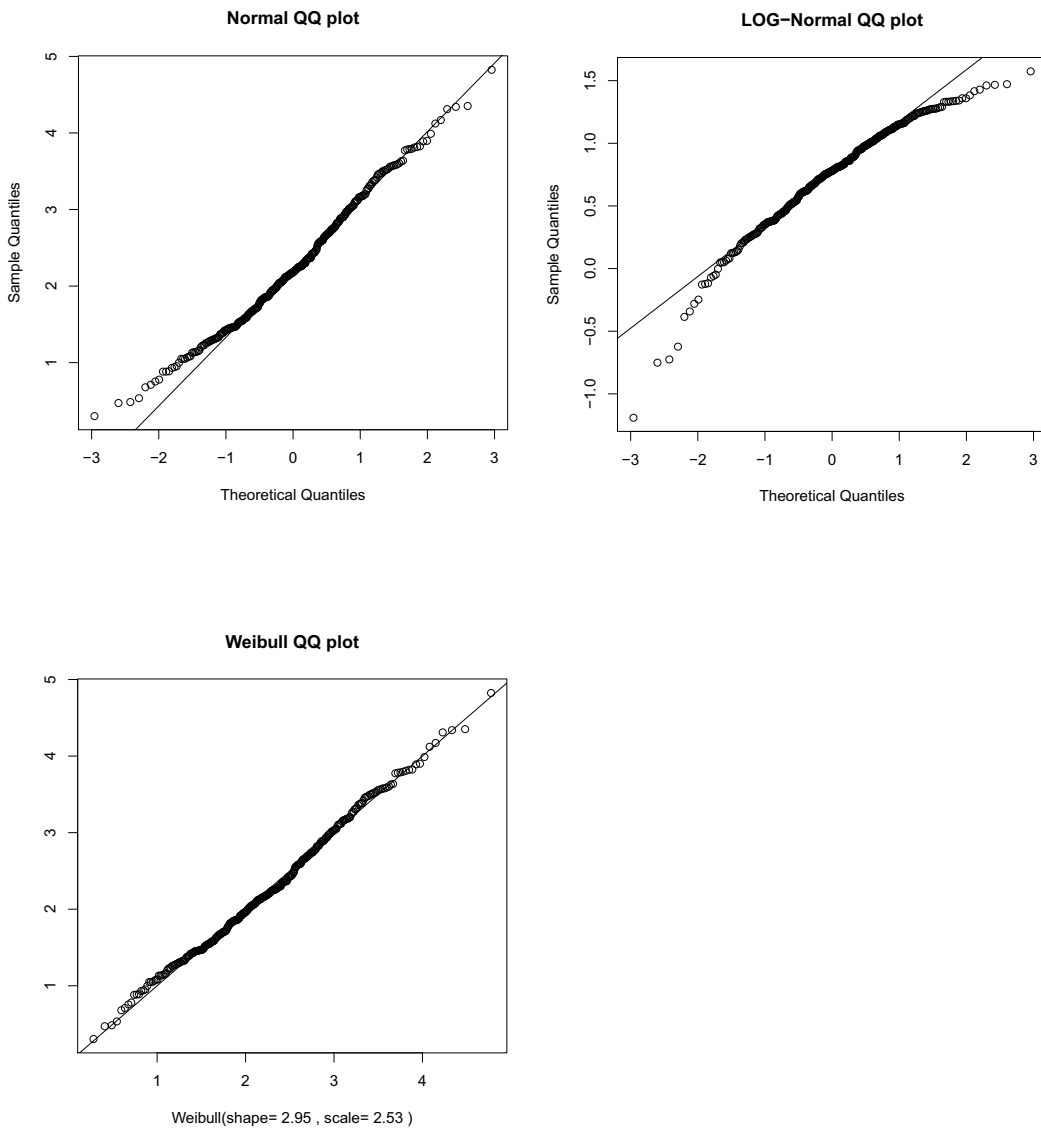 Normal QQ plot
Sample Quantiles
5
4
3
2
1
−3 −2 −1 0 1 2 3
Theoretical Quantiles
LOG−Normal QQ plot
Sample Quantiles
1.5
1.0
0.5
0.0
−0.5
−1.0
−3 −2 −1 0 1 2 3
Theoretical Quantiles
Weibull QQ plot
5
4
3
2
1
1 2 3 4
Weibull(shape= 2.95 , scale= 2.53 )